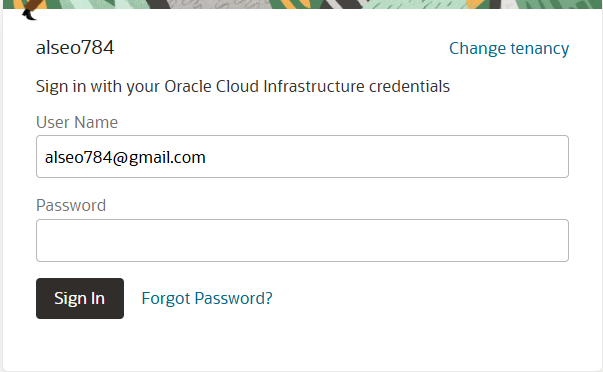 alseo784
Change tenancy
Sign in with your Oracle Cloud Infrastructure credentials
User Name
alseo784@gmail.com
Password
Sign In
Forgot Password?